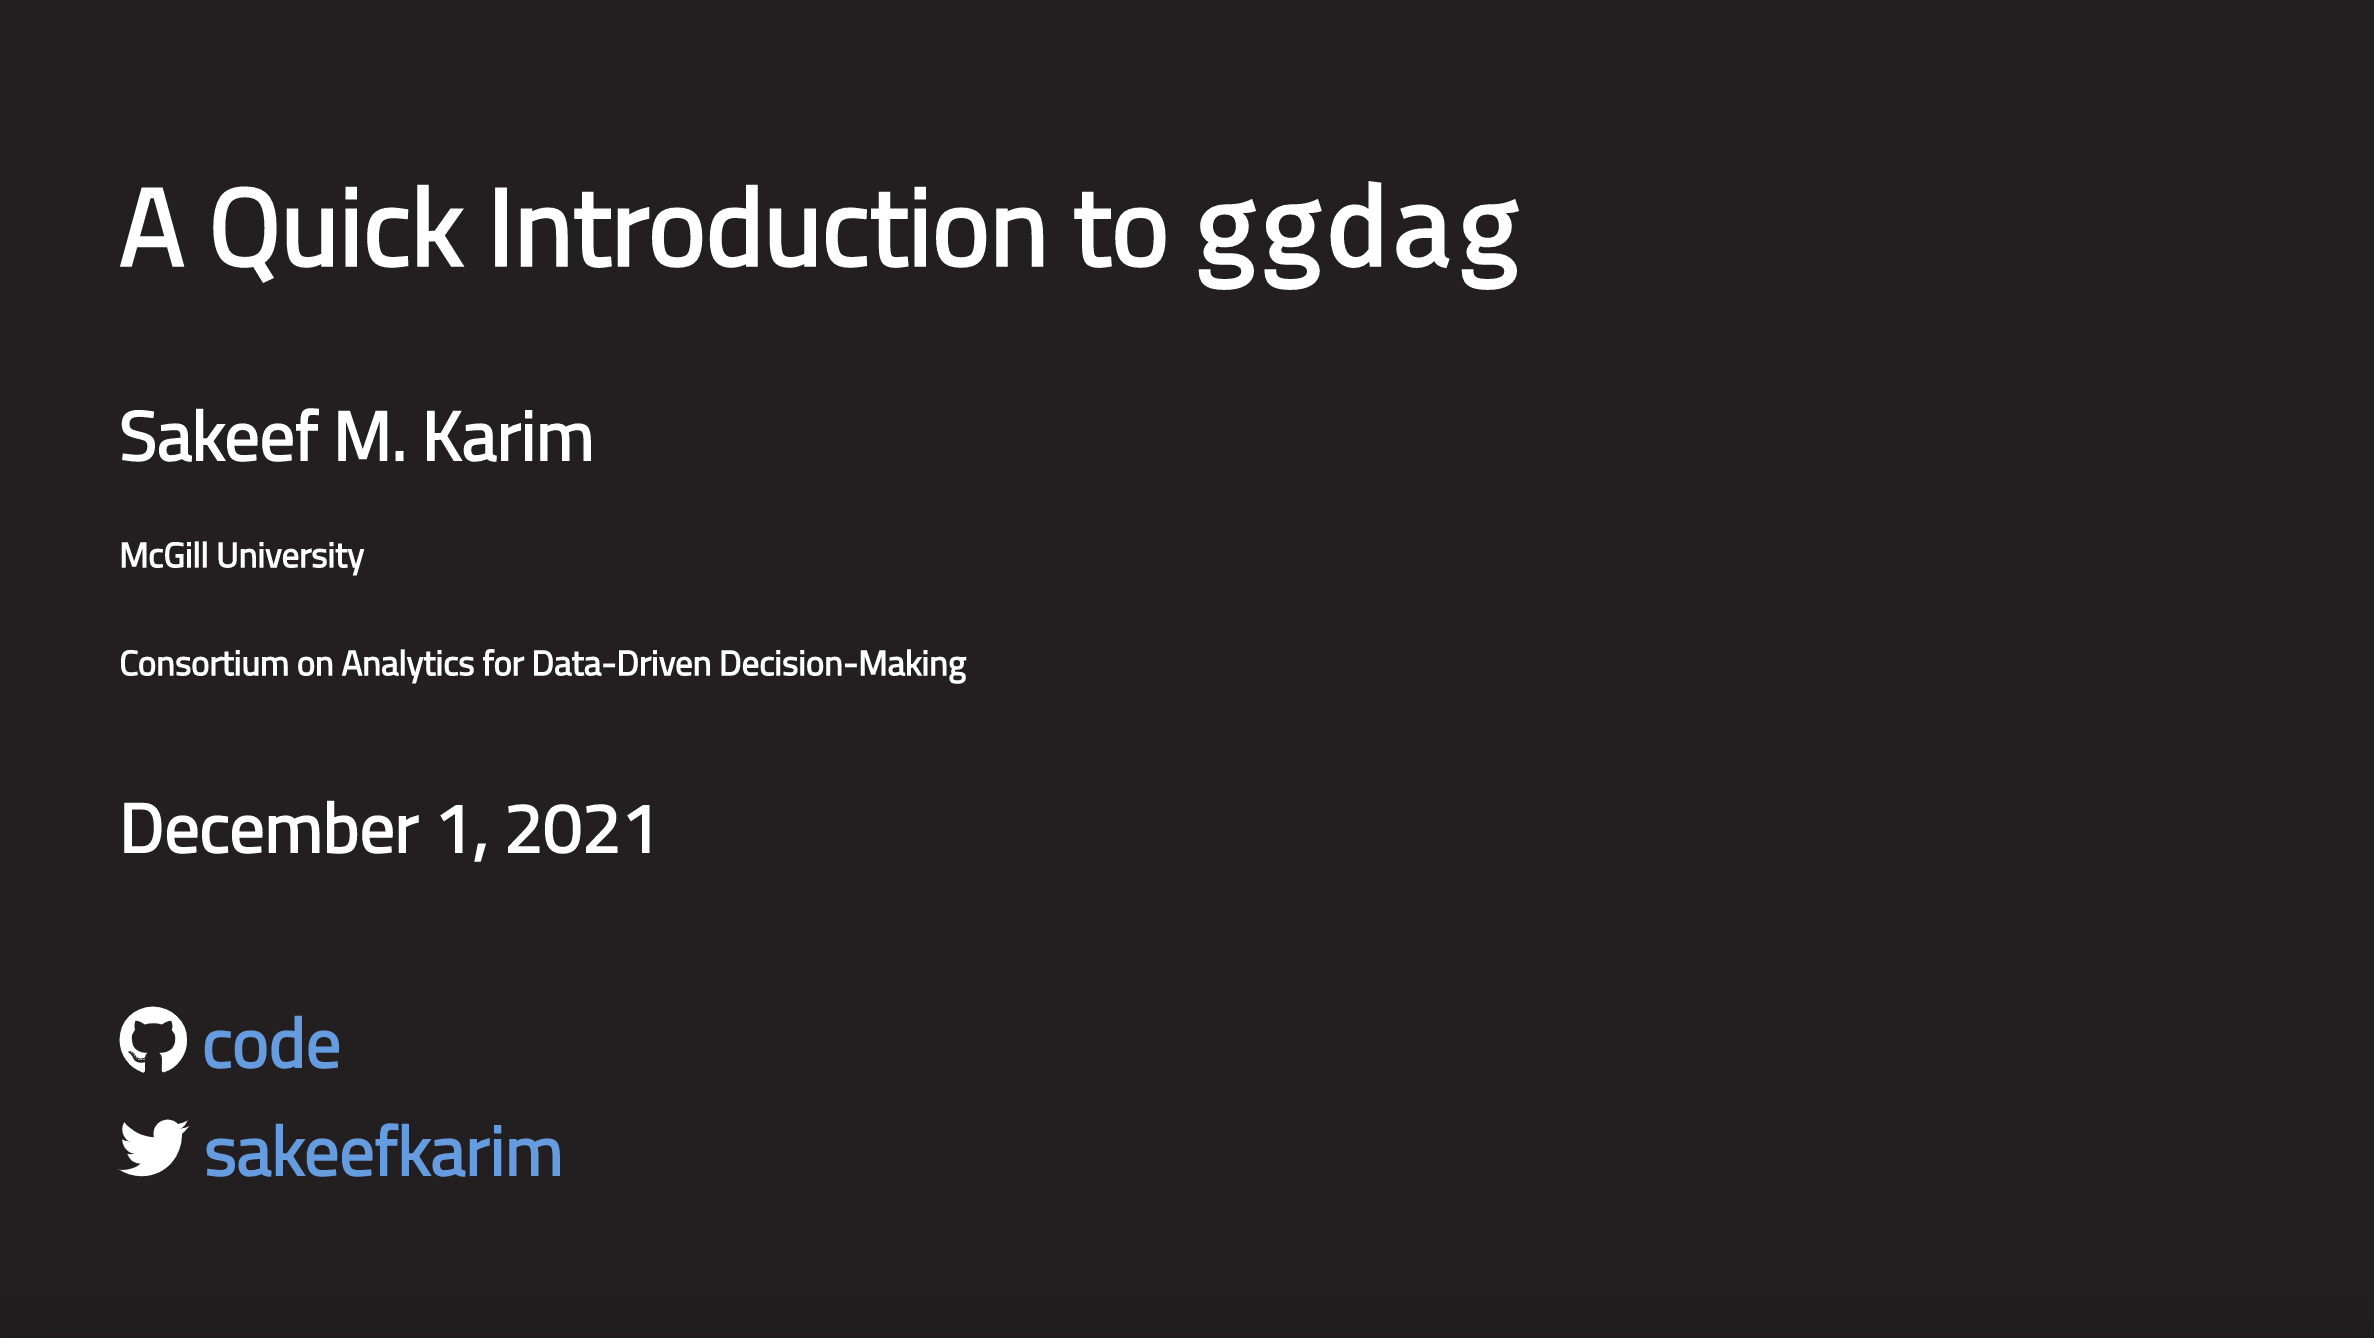 A Quick Introduction to ggdag
Sakeef M. Karim
McGill University
Consortium on Analytics for Data-Driven Decision-Making
December 1, 2021
code
sakeefkarim